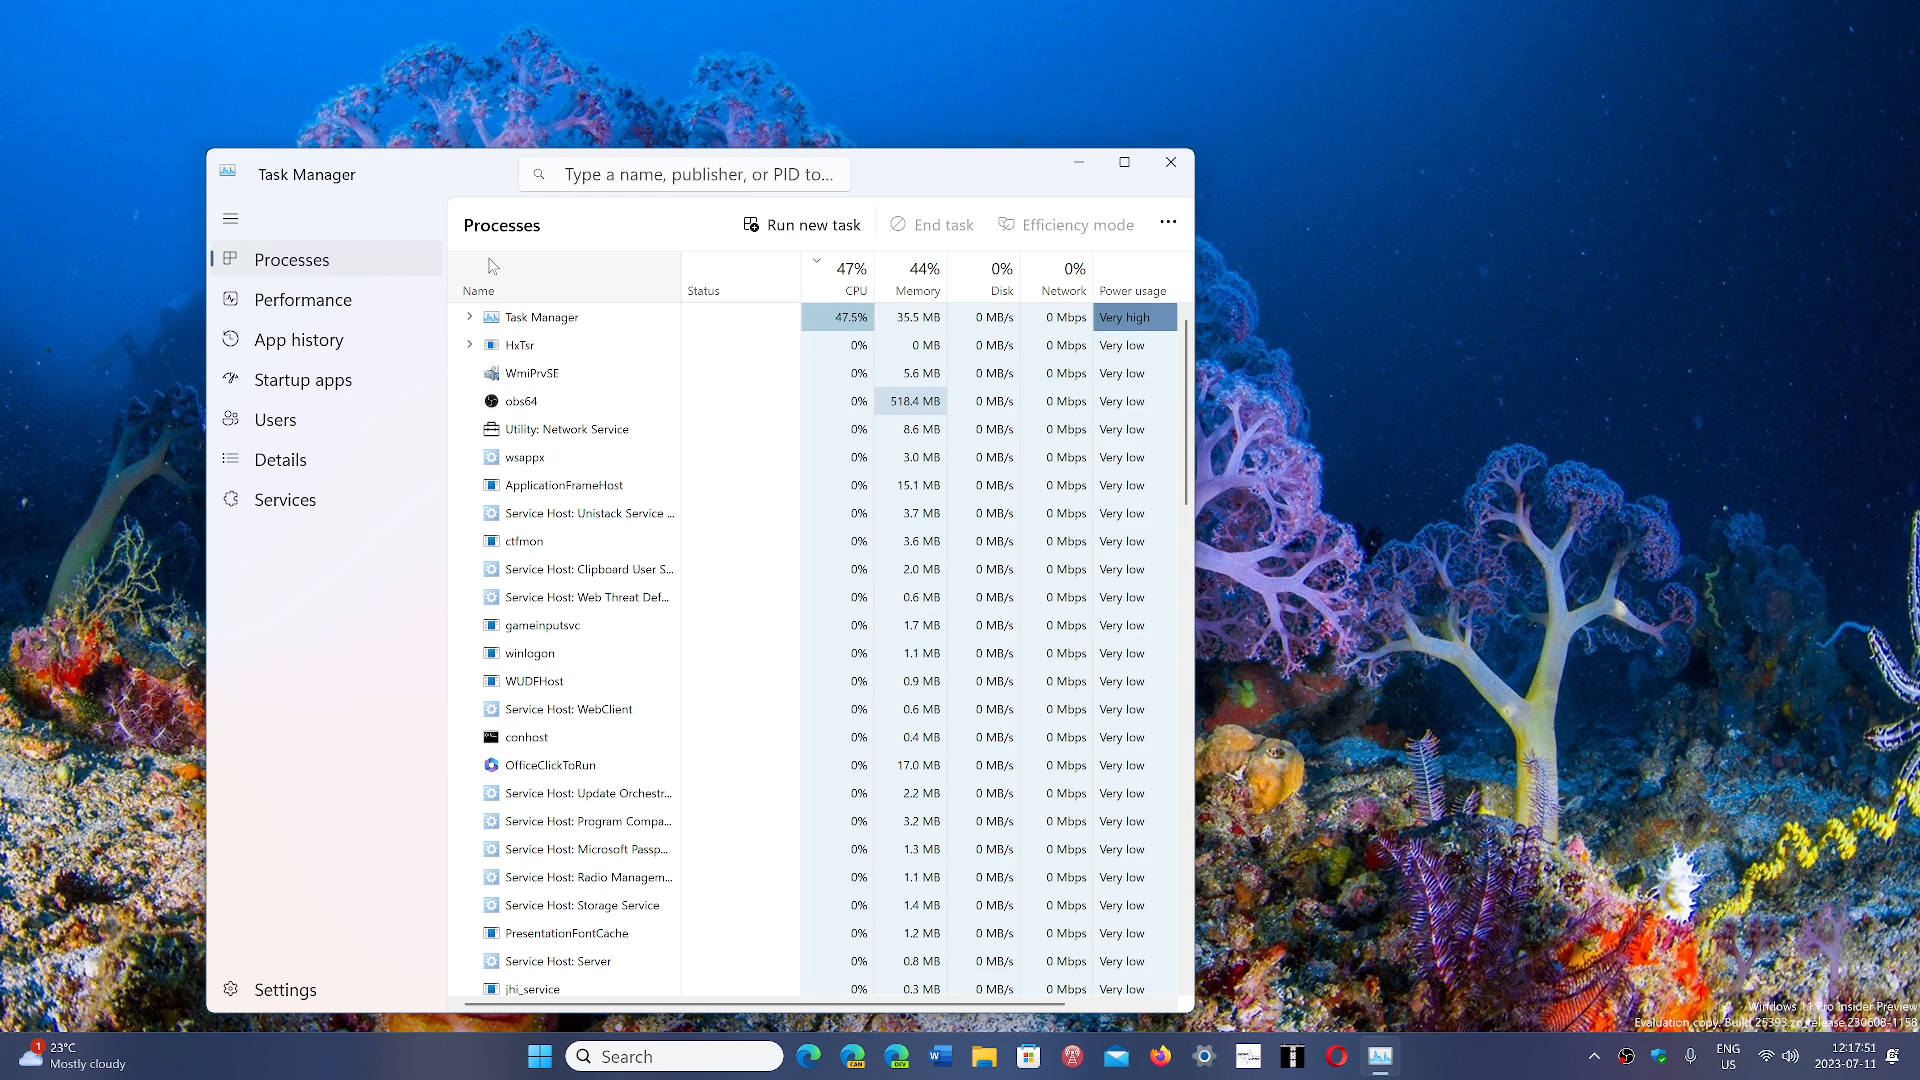 Task Manager
Type a name, publisher, or PID to...
Processes
Run new task
End task
Efficiency mode
Processes
Performance
App history
Startup apps
Users
Details
Services
Settings
47% 44% 0% 0%
Name Status CPU Memory Disk Network Power usage
Task Manager 47.5% 35.5 MB 0 MB/s 0 Mbps Very high
HxTsr 0% 0 MB 0 MB/s 0 Mbps Very low
WmiPrvSE 0% 5.6 MB 0 MB/s 0 Mbps Very low
obs64 0% 518.4 MB 0 MB/s 0 Mbps Very low
Utility: Network Service 0% 8.6 MB 0 MB/s 0 Mbps Very low
wsappx 0% 3.0 MB 0 MB/s 0 Mbps Very low
ApplicationFrameHost 0% 15.1 MB 0 MB/s 0 Mbps Very low
Service Host: Unistack Service ... 0% 3.7 MB 0 MB/s 0 Mbps Very low
ctfmon 0% 3.6 MB 0 MB/s 0 Mbps Very low
Service Host: Clipboard User S... 0% 2.0 MB 0 MB/s 0 Mbps Very low
Service Host: Web Threat Def... 0% 0.6 MB 0 MB/s 0 Mbps Very low
gameinputsvc 0% 1.7 MB 0 MB/s 0 Mbps Very low
winlogon 0% 1.1 MB 0 MB/s 0 Mbps Very low
WUDFHost 0% 0.9 MB 0 MB/s 0 Mbps Very low
Service Host: WebClient 0% 0.6 MB 0 MB/s 0 Mbps Very low
conhost 0% 0.4 MB 0 MB/s 0 Mbps Very low
OfficeClickToRun 0% 17.0 MB 0 MB/s 0 Mbps Very low
Service Host: Update Orchestr... 0% 2.2 MB 0 MB/s 0 Mbps Very low
Service Host: Program Compa... 0% 3.2 MB 0 MB/s 0 Mbps Very low
Service Host: Microsoft Passp... 0% 1.3 MB 0 MB/s 0 Mbps Very low
Service Host: Radio Managem... 0% 1.1 MB 0 MB/s 0 Mbps Very low
Service Host: Storage Service 0% 1.4 MB 0 MB/s 0 Mbps Very low
PresentationFontCache 0% 1.2 MB 0 MB/s 0 Mbps Very low
Service Host: Server 0% 0.8 MB 0 MB/s 0 Mbps Very low
jhi_service 0% 0.3 MB 0 MB/s 0 Mbps Very low
Windows 11 Pro Insider Preview
Evaluation copy. Build 25393.zn_release.230608-1158
1
23°C
Mostly cloudy
Search
CAN
DEV
W
ENG
US
12:17:51
2023-07-11